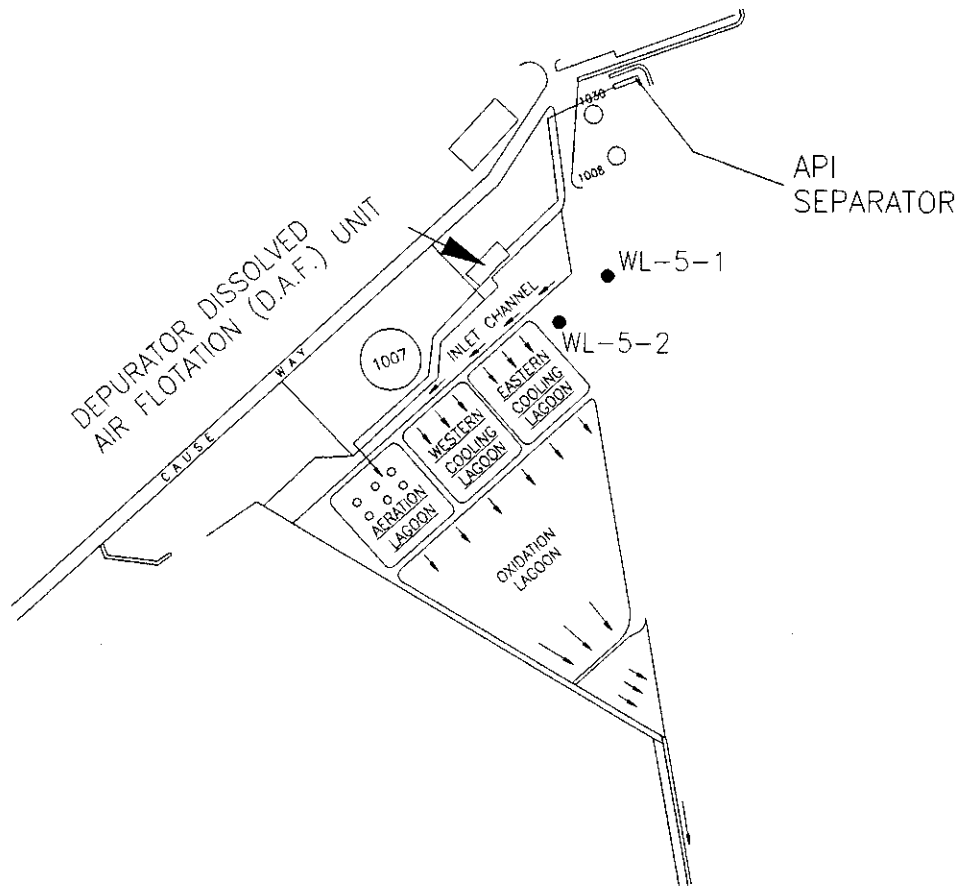 1030
API
SEPARATOR
1008
DEPURATOR DISSOLVED
AIR FLOTATION (D.A.F.) UNIT
WL-5-1
INLET CHANNEL
WL-5-2
1007
CAUSE WAY
EASTERN
COOLING
LAGOON
WESTERN
COOLING
LAGOON
AERATION
LAGOON
OXIDATION
LAGOON